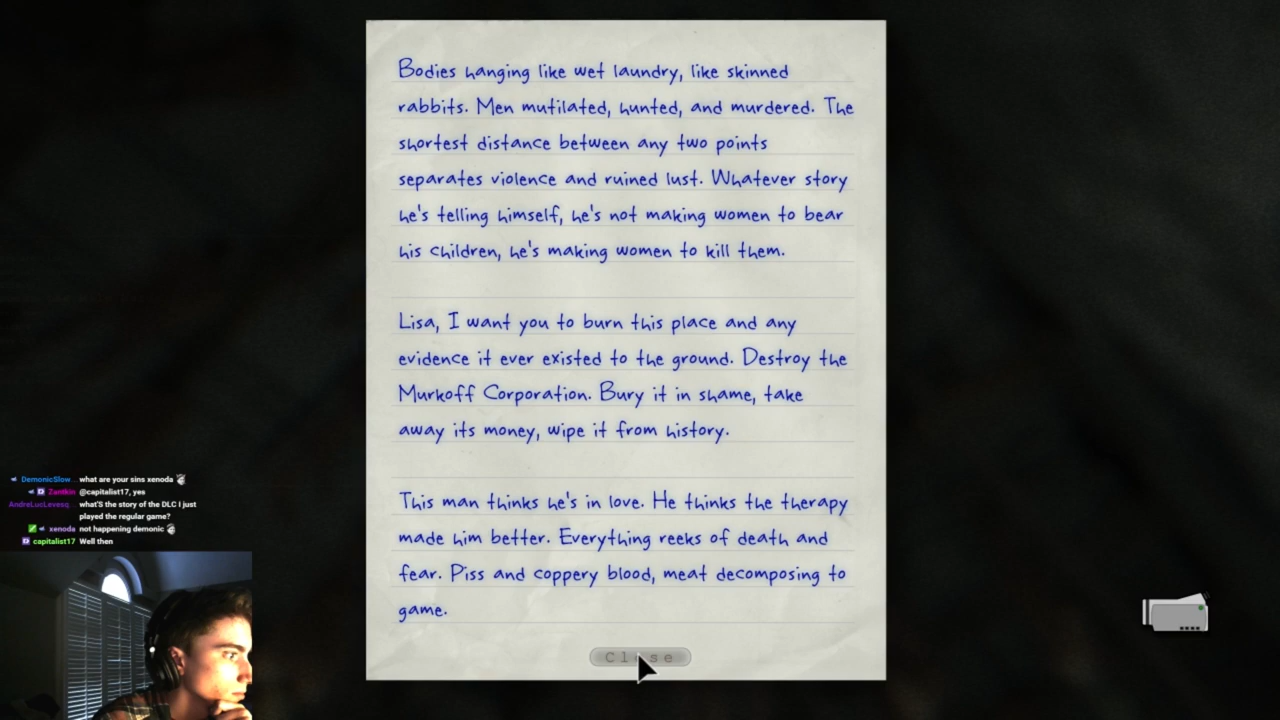 Bodies hanging like wet laundry, like skinned
rabbits. Men mutilated, hunted, and murdered. The
shortest distance between any two points
separates violence and ruined lust. Whatever story
he's telling himself, he's not making women to bear
his children, he's making women to kill them.
Lisa, I want you to burn this place and any
evidence it ever existed to the ground. Destroy the
Murkoff Corporation. Bury it in shame, take
away its money, wipe it from history.
This man thinks he's in love. He thinks the therapy
made him better. Everything reeks of death and
fear. Piss and coppery blood, meat decomposing to
game.
Close
DemonicSlow.. what are your sins xenoda
Zantkin @capitalist17, yes
AndreLucLevesq.. what'S the story of the DLC I just
played the regular game?
xenoda not happening demonic
capitalist17 Well then